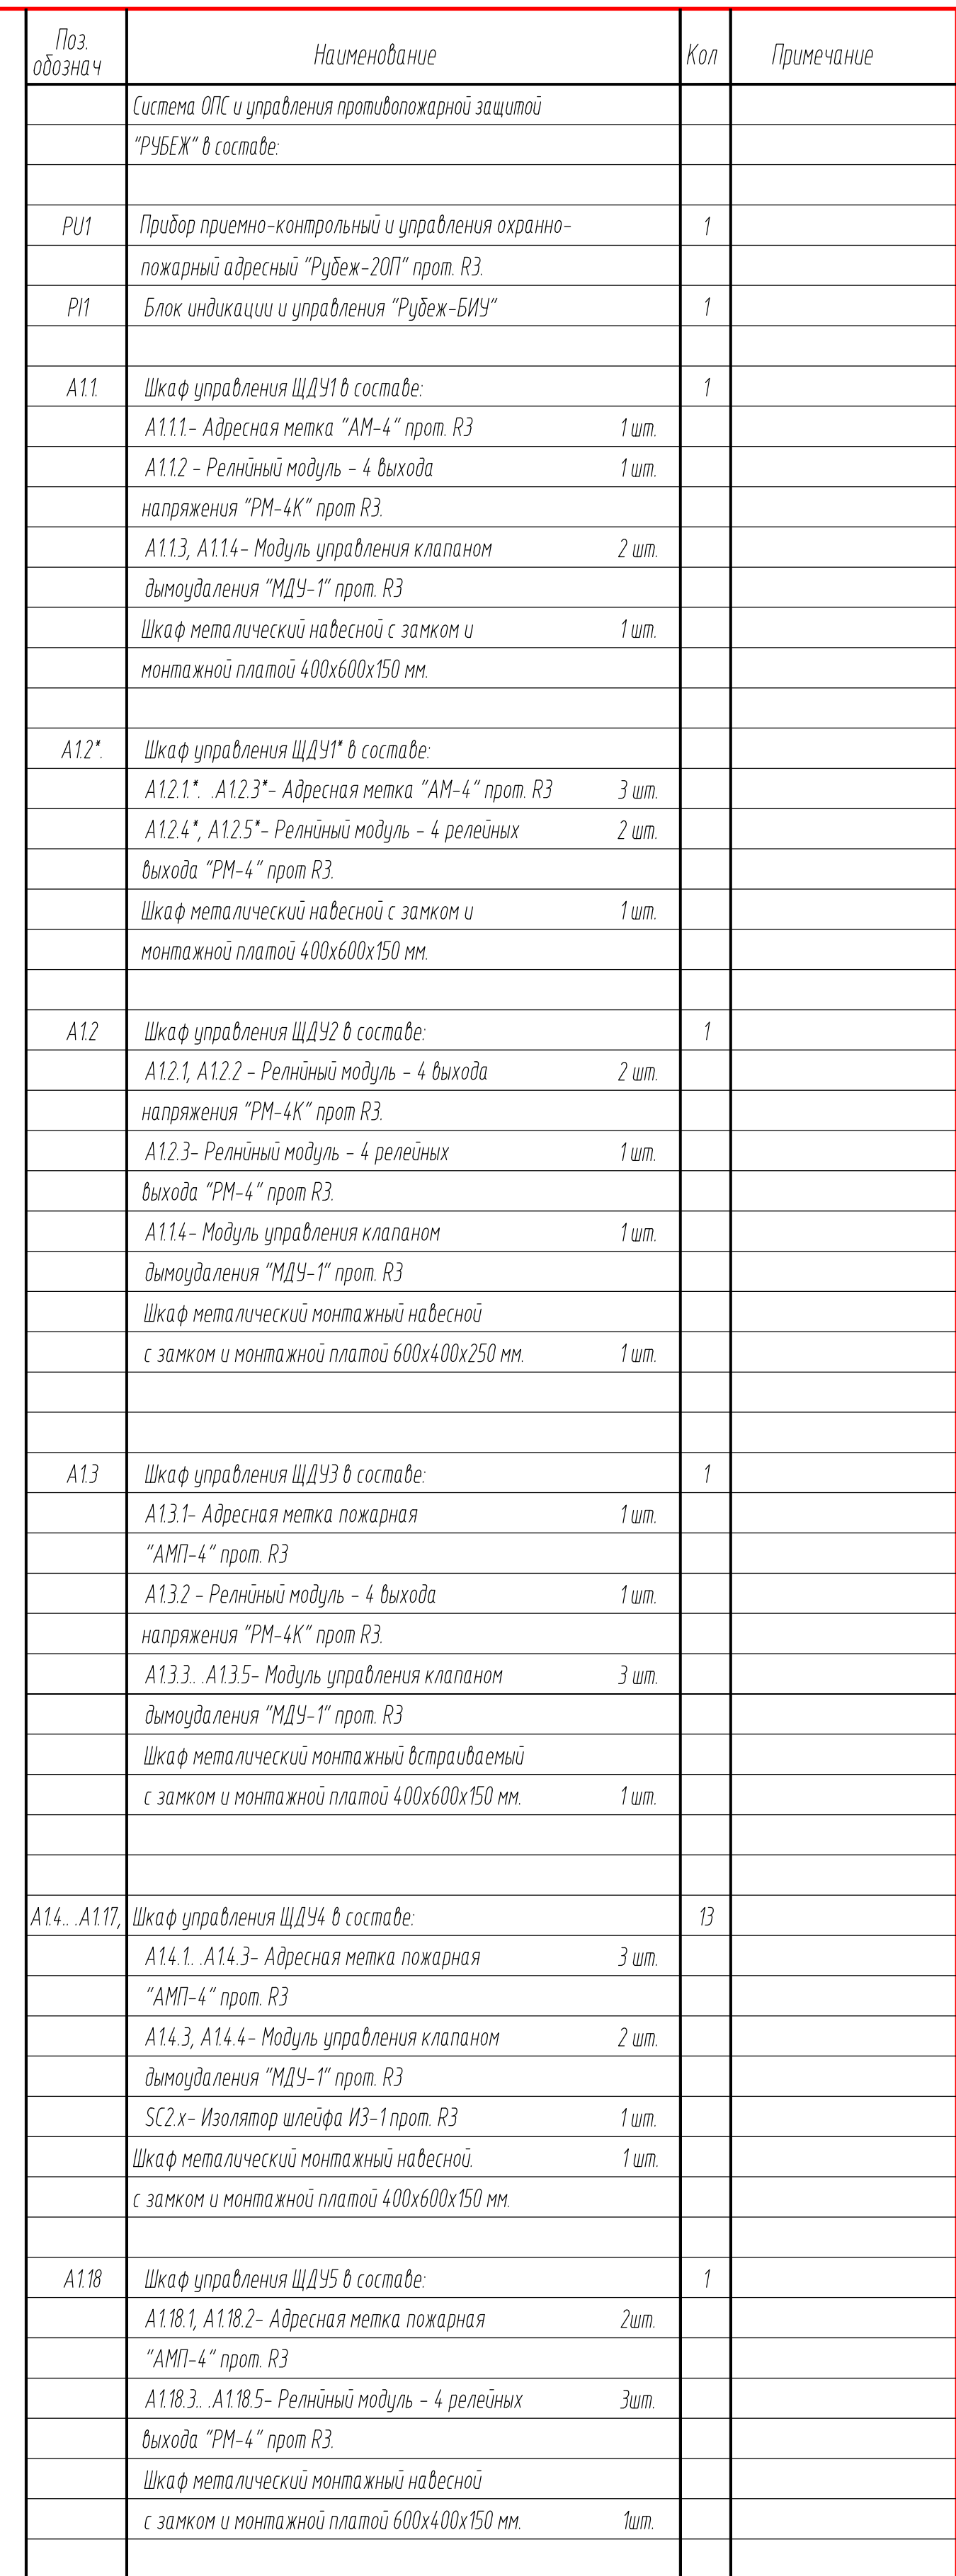 Поз. обознач Наименование Кол Примечание
Система ОПС и управления противопожарной защитой
"РУБЕЖ" в составе:
PU1 Прибор приемно-контрольный и управления охранно- 1
пожарный адресный "Рубеж-2ОП" прот. R3.
PI1 Блок индикации и управления "Рубеж-БИУ" 1
A1.1. Шкаф управления ЩДУ1 в составе: 1
A1.1.1.- Адресная метка "АМ-4" прот. R3 1 шт.
A1.1.2 - Релнйный модуль - 4 выхода 1 шт.
напряжения "РМ-4К" прот R3.
A1.1.3, A1.1.4- Модуль управления клапаном 2 шт.
дымоудаления "МДУ-1" прот. R3
Шкаф металический навесной с замком и 1 шт.
монтажной платой 400x600x150 мм.
A1.2*. Шкаф управления ЩДУ1* в составе:
A1.2.1.*. .A1.2.3*- Адресная метка "АМ-4" прот. R3 3 шт.
A1.2.4*, A1.2.5*- Релнйный модуль - 4 релейных 2 шт.
выхода "РМ-4" прот R3.
Шкаф металический навесной с замком и 1 шт.
монтажной платой 400x600x150 мм.
A1.2 Шкаф управления ЩДУ2 в составе: 1
A1.2.1, A1.2.2 - Релнйный модуль - 4 выхода 2 шт.
напряжения "РМ-4К" прот R3.
A1.2.3- Релнйный модуль - 4 релейных 1 шт.
выхода "РМ-4" прот R3.
A1.1.4- Модуль управления клапаном 1 шт.
дымоудаления "МДУ-1" прот. R3
Шкаф металический монтажный навесной
с замком и монтажной платой 600x400x250 мм. 1 шт.
A1.3 Шкаф управления ЩДУ3 в составе: 1
A1.3.1- Адресная метка пожарная 1 шт.
"АМП-4" прот. R3
A1.3.2 - Релнйный модуль - 4 выхода 1 шт.
напряжения "РМ-4К" прот R3.
A1.3.3.. .A1.3.5- Модуль управления клапаном 3 шт.
дымоудаления "МДУ-1" прот. R3
Шкаф металический монтажный встраиваемый
с замком и монтажной платой 400x600x150 мм. 1 шт.
A1.4.. .A1.17, Шкаф управления ЩДУ4 в составе: 13
A1.4.1.. .A1.4.3- Адресная метка пожарная 3 шт.
"АМП-4" прот. R3
A1.4.3, A1.4.4- Модуль управления клапаном 2 шт.
дымоудаления "МДУ-1" прот. R3
SC2.x- Изолятор шлейфа ИЗ-1 прот. R3 1 шт.
Шкаф металический монтажный навесной. 1 шт.
с замком и монтажной платой 400x600x150 мм.
A1.18 Шкаф управления ЩДУ5 в составе: 1
A1.18.1, A1.18.2- Адресная метка пожарная 2шт.
"АМП-4" прот. R3
A1.18.3.. .A1.18.5- Релнйный модуль - 4 релейных 3шт.
выхода "РМ-4" прот R3.
Шкаф металический монтажный навесной
с замком и монтажной платой 600x400x150 мм. 1шт.